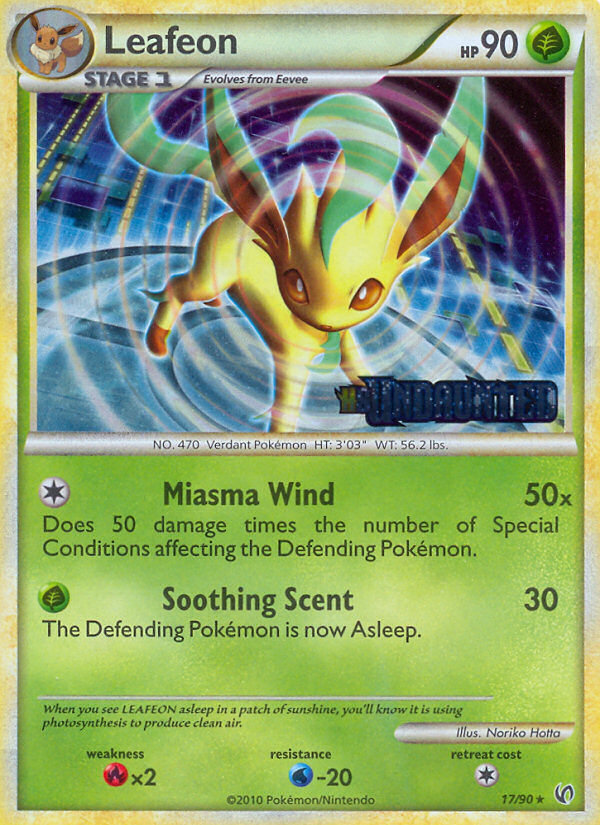 Leafeon
HP 90
STAGE 1
Evolves from Eevee
UNDAUNTED
NO. 470 Verdant Pokémon HT: 3'03" WT: 56.2 lbs.
Miasma Wind 50x
Does 50 damage times the number of Special
Conditions affecting the Defending Pokémon.
Soothing Scent 30
The Defending Pokémon is now Asleep.
When you see LEAFEON asleep in a patch of sunshine, you'll know it is using
photosynthesis to produce clean air.
Illus. Noriko Hotta
weakness resistance retreat cost
×2 -20
©2010 Pokémon/Nintendo 17/90 ★